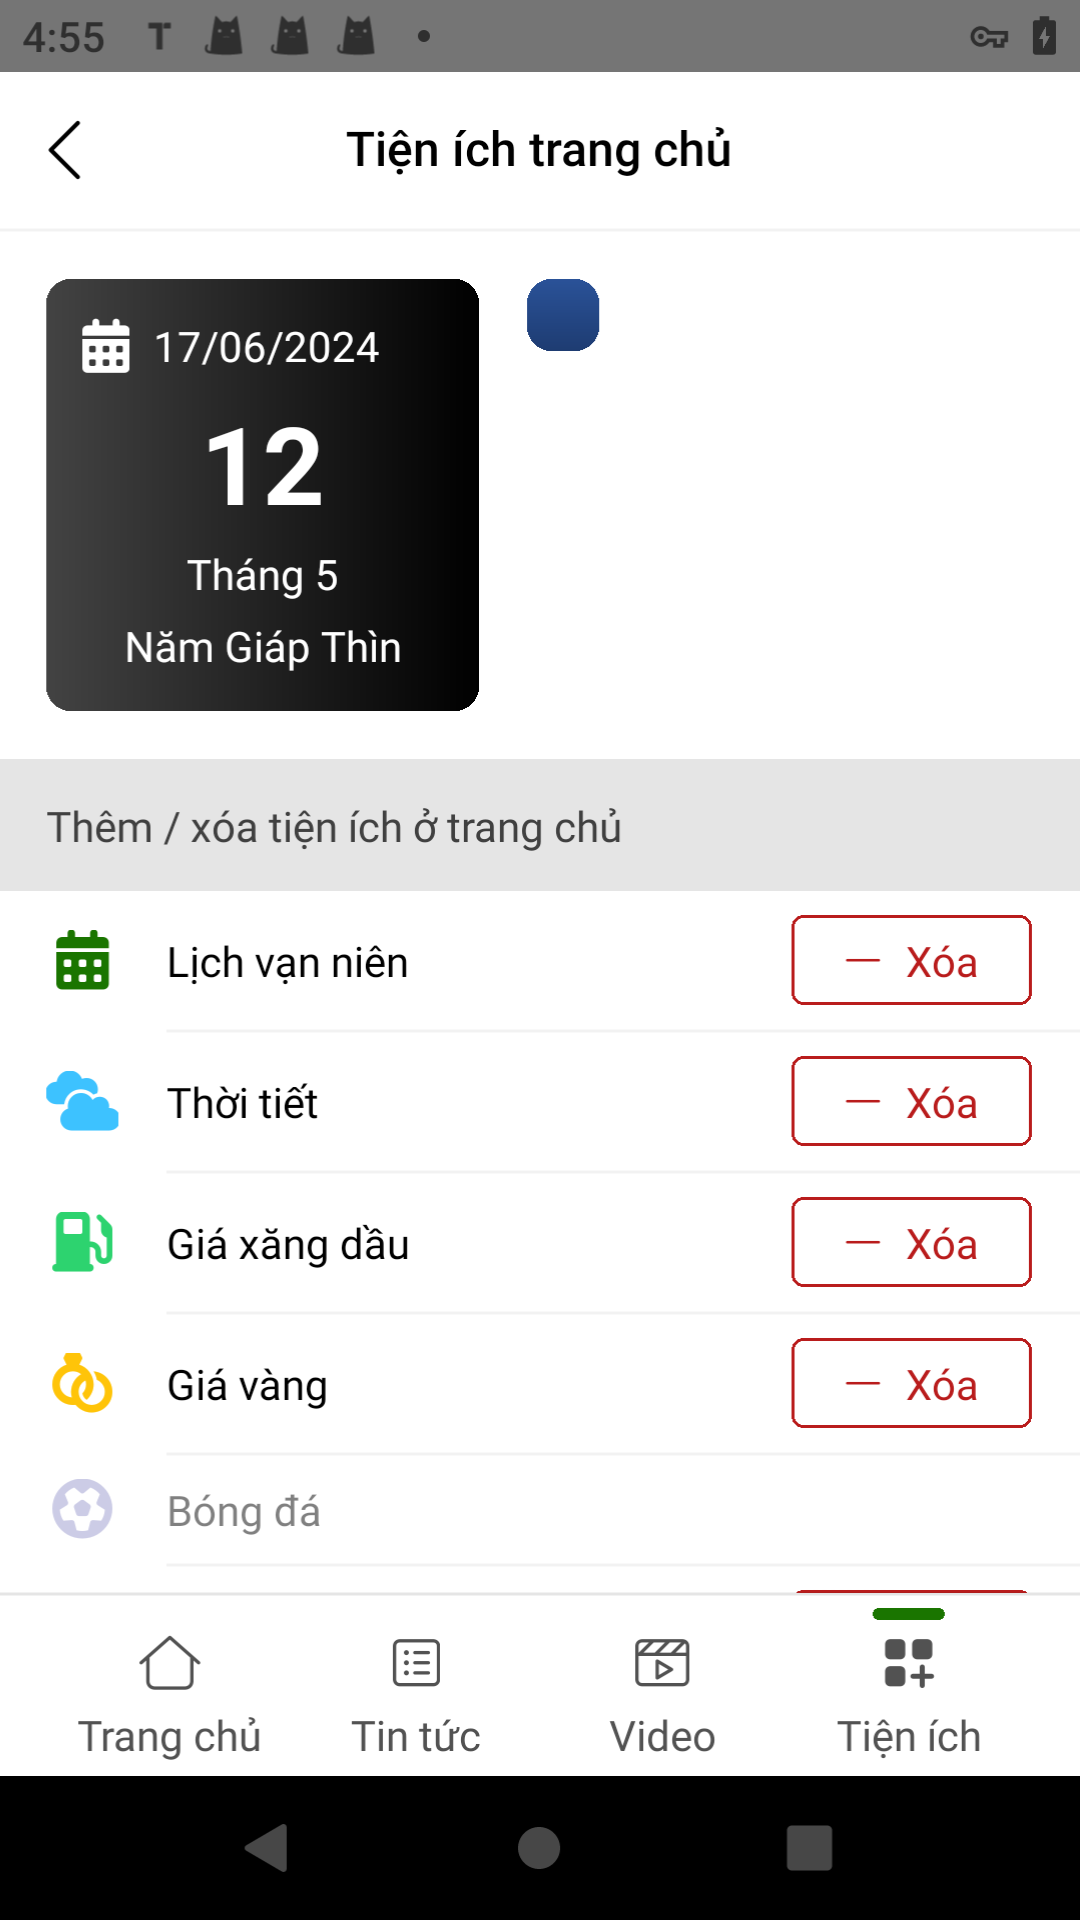 4:55
Tiện ích trang chủ
17/06/2024
12
Tháng 5
Năm Giáp Thìn
Thêm / xóa tiện ích ở trang chủ
Lịch vạn niên
Xóa
Thời tiết
Xóa
Giá xăng dầu
Xóa
Giá vàng
Xóa
Bóng đá
Trang chủ
Tin tức
Video
Tiện ích